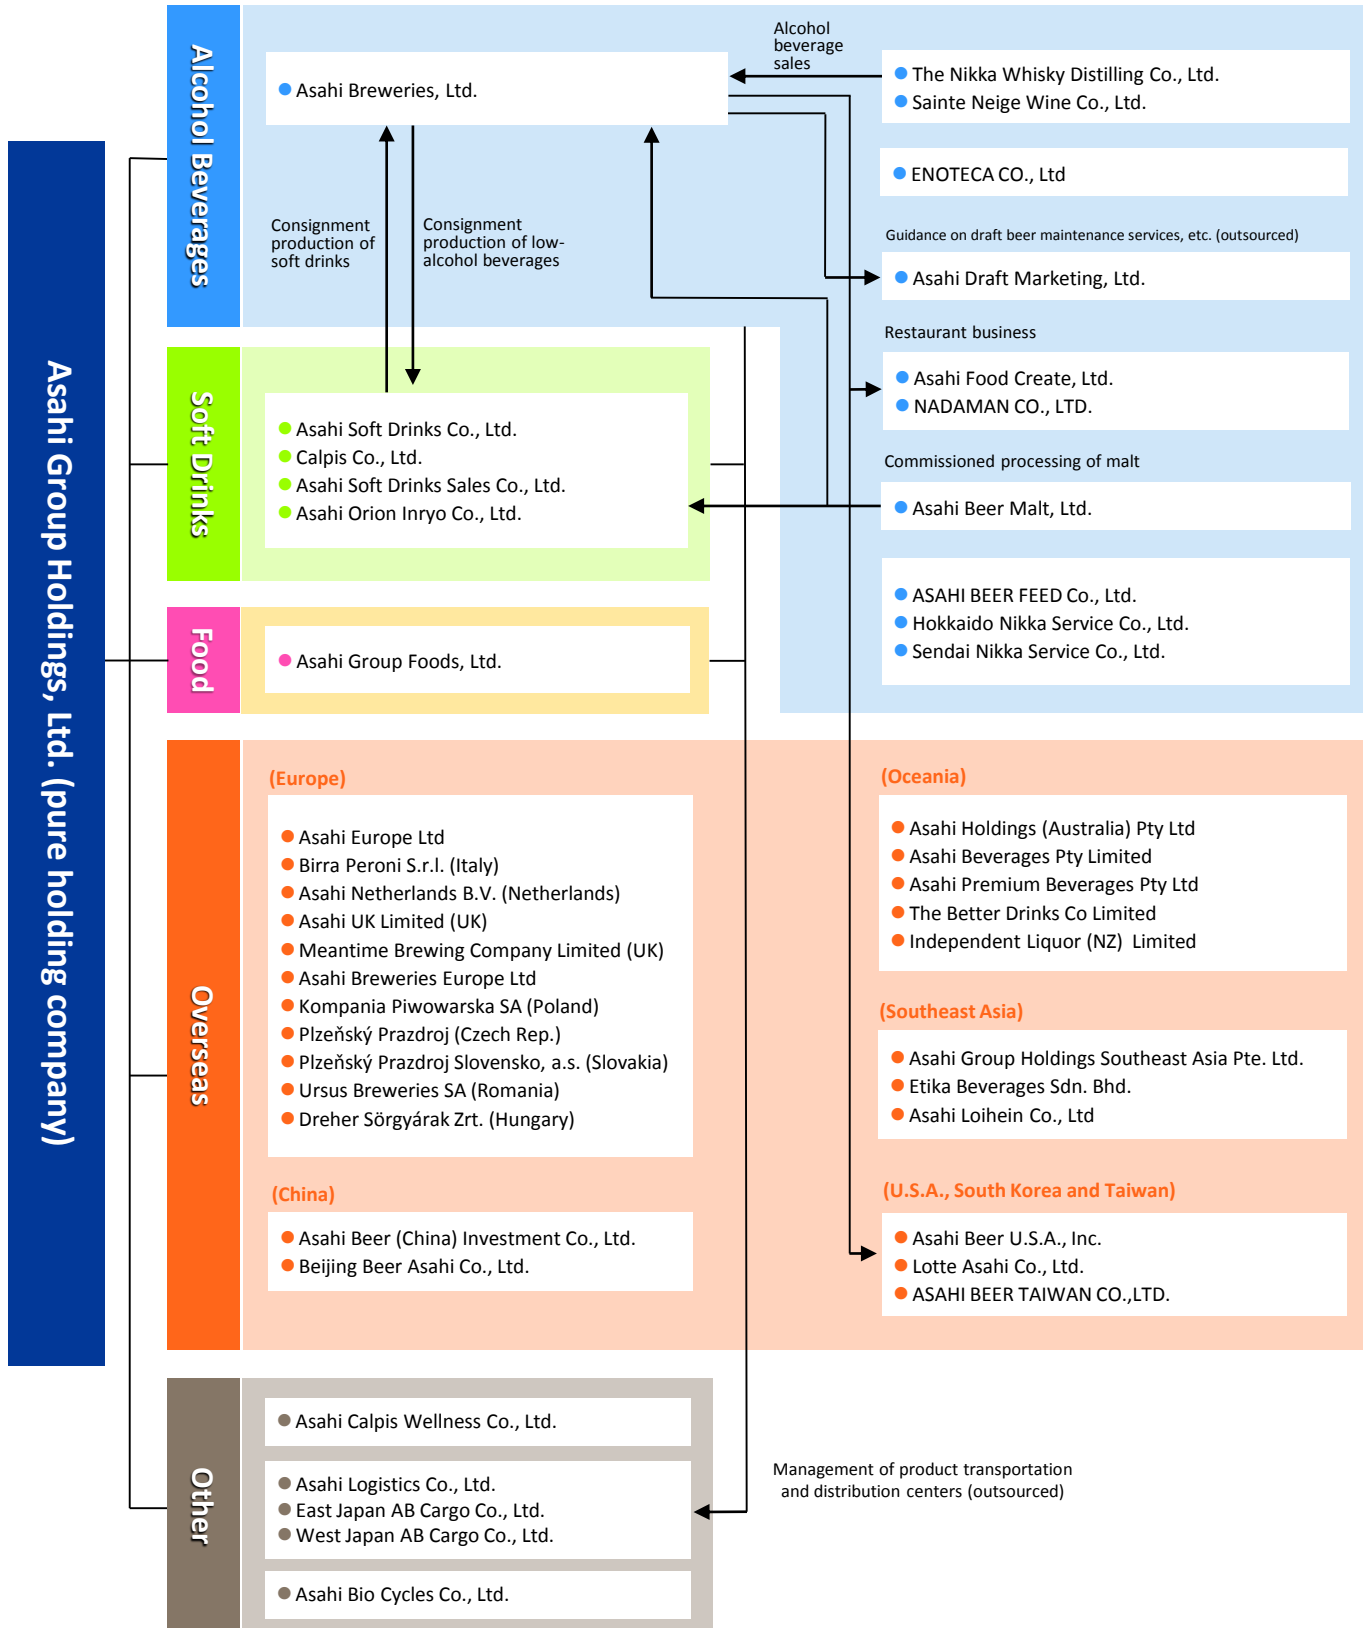 Asahi Group Holdings, Ltd. (pure holding company)
Alcohol Beverages
Asahi Breweries, Ltd.
Alcohol
beverage
sales
The Nikka Whisky Distilling Co., Ltd.
Sainte Neige Wine Co., Ltd.
ENOTECA CO., Ltd
Consignment
production of
soft drinks
Consignment
production of low-
alcohol beverages
Guidance on draft beer maintenance services, etc. (outsourced)
Asahi Draft Marketing, Ltd.
Restaurant business
Asahi Food Create, Ltd.
NADAMAN CO., LTD.
Commissioned processing of malt
Asahi Beer Malt, Ltd.
ASAHI BEER FEED Co., Ltd.
Hokkaido Nikka Service Co., Ltd.
Sendai Nikka Service Co., Ltd.
Soft Drinks
Asahi Soft Drinks Co., Ltd.
Calpis Co., Ltd.
Asahi Soft Drinks Sales Co., Ltd.
Asahi Orion Inryo Co., Ltd.
Food
Asahi Group Foods, Ltd.
Overseas
(Europe)
Asahi Europe Ltd
Birra Peroni S.r.l. (Italy)
Asahi Netherlands B.V. (Netherlands)
Asahi UK Limited (UK)
Meantime Brewing Company Limited (UK)
Asahi Breweries Europe Ltd
Kompania Piwowarska SA (Poland)
Plzeňský Prazdroj (Czech Rep.)
Plzeňský Prazdroj Slovensko, a.s. (Slovakia)
Ursus Breweries SA (Romania)
Dreher Sörgyárak Zrt. (Hungary)
(China)
Asahi Beer (China) Investment Co., Ltd.
Beijing Beer Asahi Co., Ltd.
(Oceania)
Asahi Holdings (Australia) Pty Ltd
Asahi Beverages Pty Limited
Asahi Premium Beverages Pty Ltd
The Better Drinks Co Limited
Independent Liquor (NZ) Limited
(Southeast Asia)
Asahi Group Holdings Southeast Asia Pte. Ltd.
Etika Beverages Sdn. Bhd.
Asahi Loihein Co., Ltd
(U.S.A., South Korea and Taiwan)
Asahi Beer U.S.A., Inc.
Lotte Asahi Co., Ltd.
ASAHI BEER TAIWAN CO.,LTD.
Other
Asahi Calpis Wellness Co., Ltd.
Asahi Logistics Co., Ltd.
East Japan AB Cargo Co., Ltd.
West Japan AB Cargo Co., Ltd.
Asahi Bio Cycles Co., Ltd.
Management of product transportation
and distribution centers (outsourced)